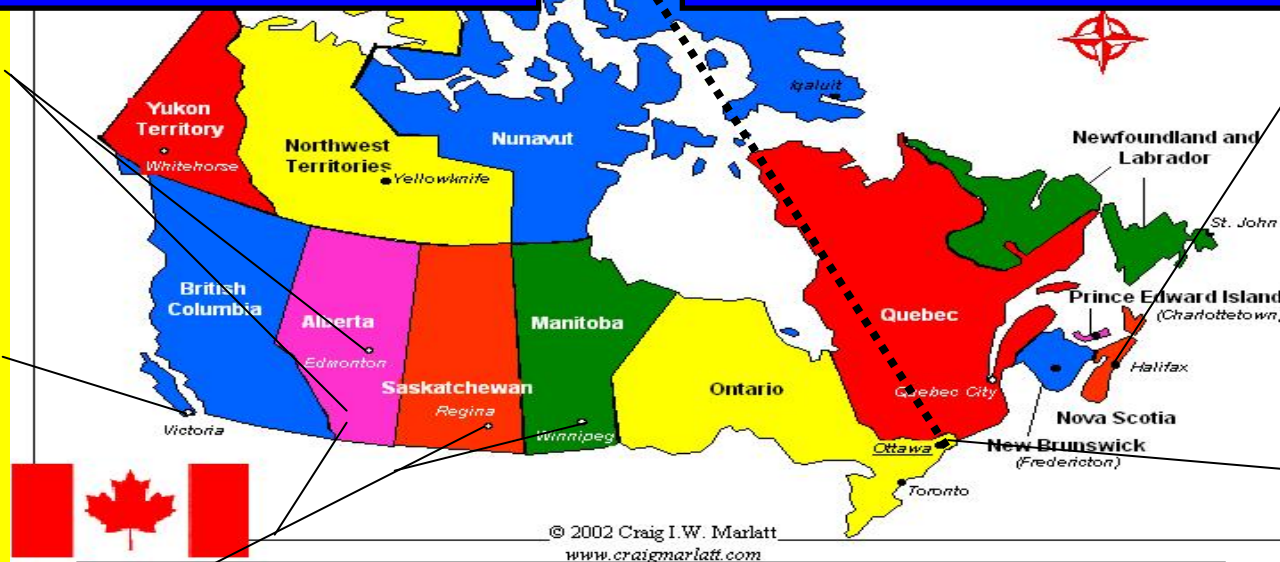 Iqaluit
Yukon
Territory
Whitehorse
Northwest
Territories
Yellowknife
Nunavut
Newfoundland and
Labrador
St. John
British
Columbia
Alberta
Edmonton
Saskatchewan
Regina
Manitoba
Winnipeg
Ontario
Quebec
Quebec City
Prince Edward Island
(Charlottetown)
Halifax
Nova Scotia
New Brunswick
(Fredericton)
Victoria
Ottawa
Toronto
© 2002 Craig I.W. Marlatt
www.craigmarlatt.com